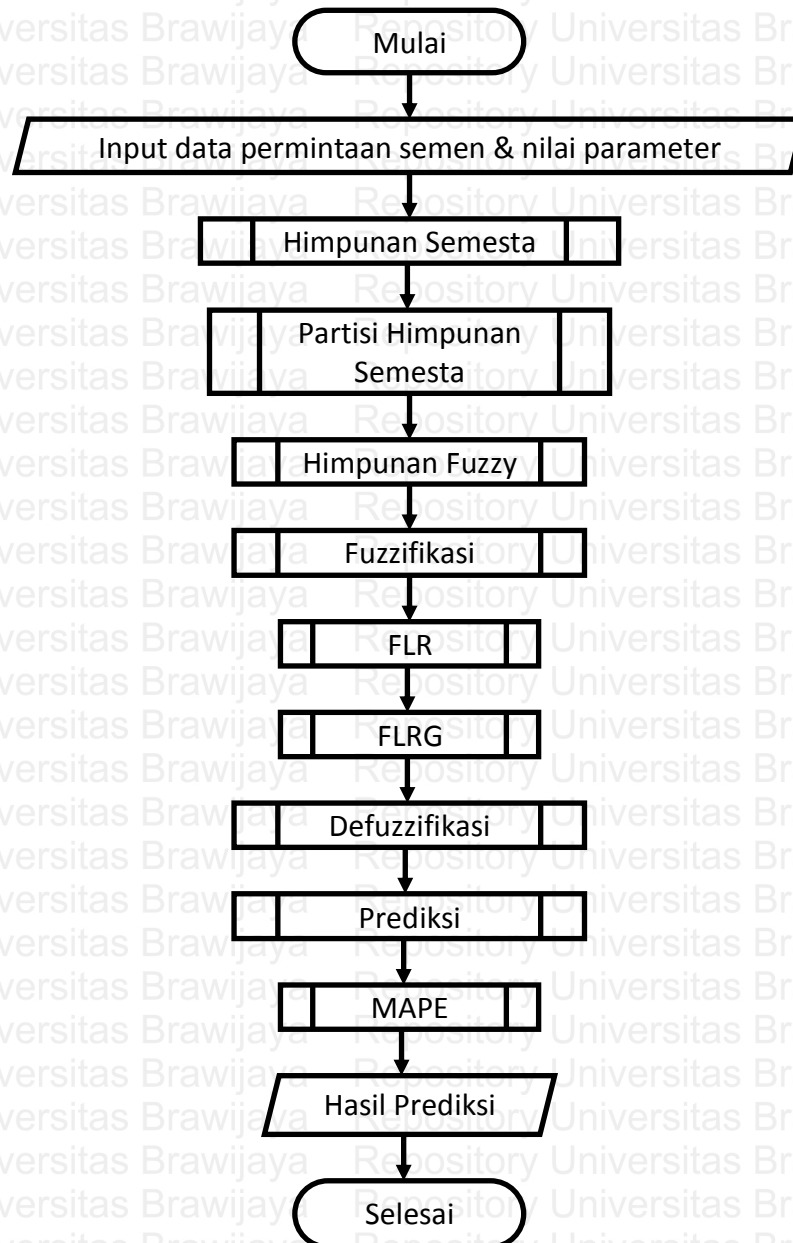 Mulai
Input data permintaan semen & nilai parameter
Himpunan Semesta
Partisi Himpunan
Semesta
Himpunan Fuzzy
Fuzzifikasi
FLR
FLRG
Defuzzifikasi
Prediksi
MAPE
Hasil Prediksi
Selesai